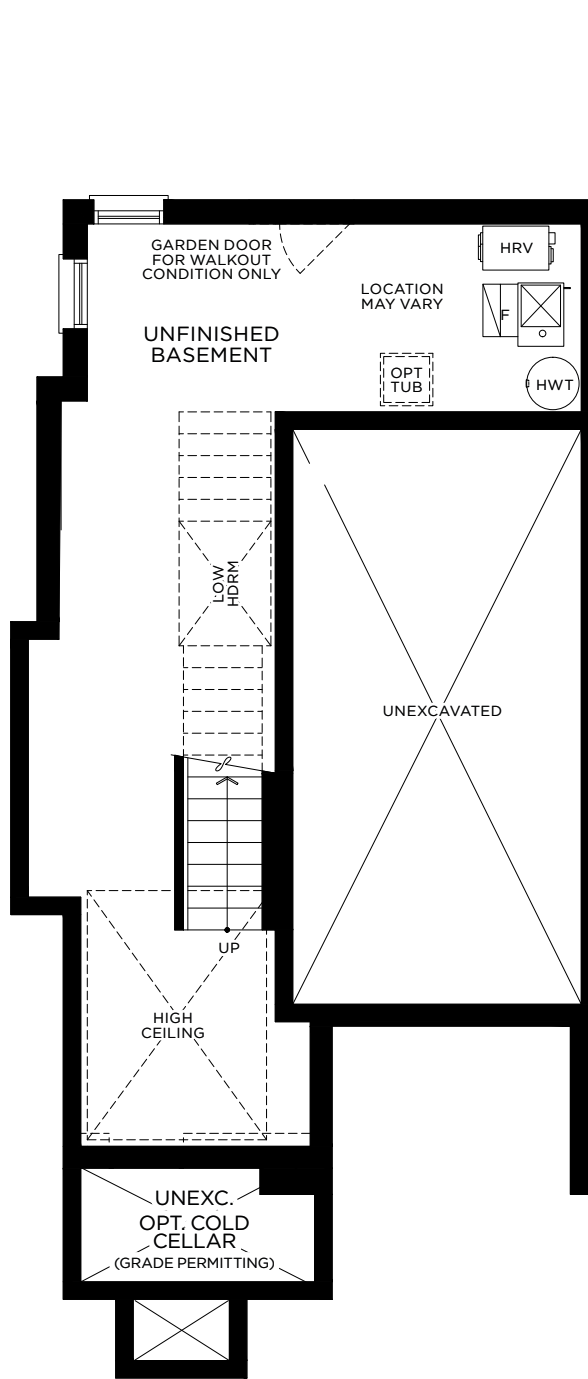 GARDEN DOOR
FOR WALKOUT
CONDITION ONLY
HRV
LOCATION
MAY VARY
F
UNFINISHED
BASEMENT
OPT
TUB
HWT
LOW
HDRM
UNEXCAVATED
UP
HIGH
CEILING
UNEXC.
OPT. COLD
CELLAR
(GRADE PERMITTING)